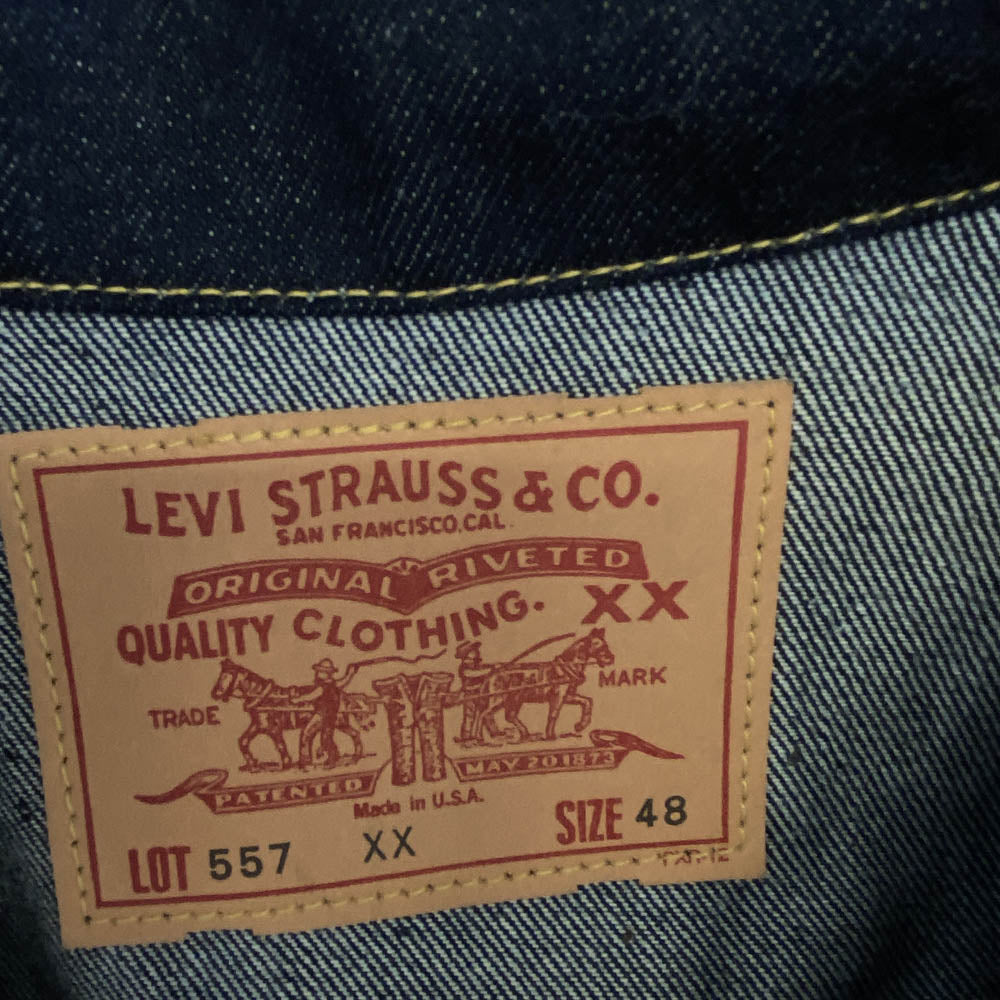 LEVI STRAUSS & CO.
SAN FRANCISCO, CAL.
ORIGINAL RIVETED
QUALITY CLOTHING. XX
TRADE MARK
PATENTED MAY 20 1873
Made in U.S.A.
LOT 557 XX SIZE 48